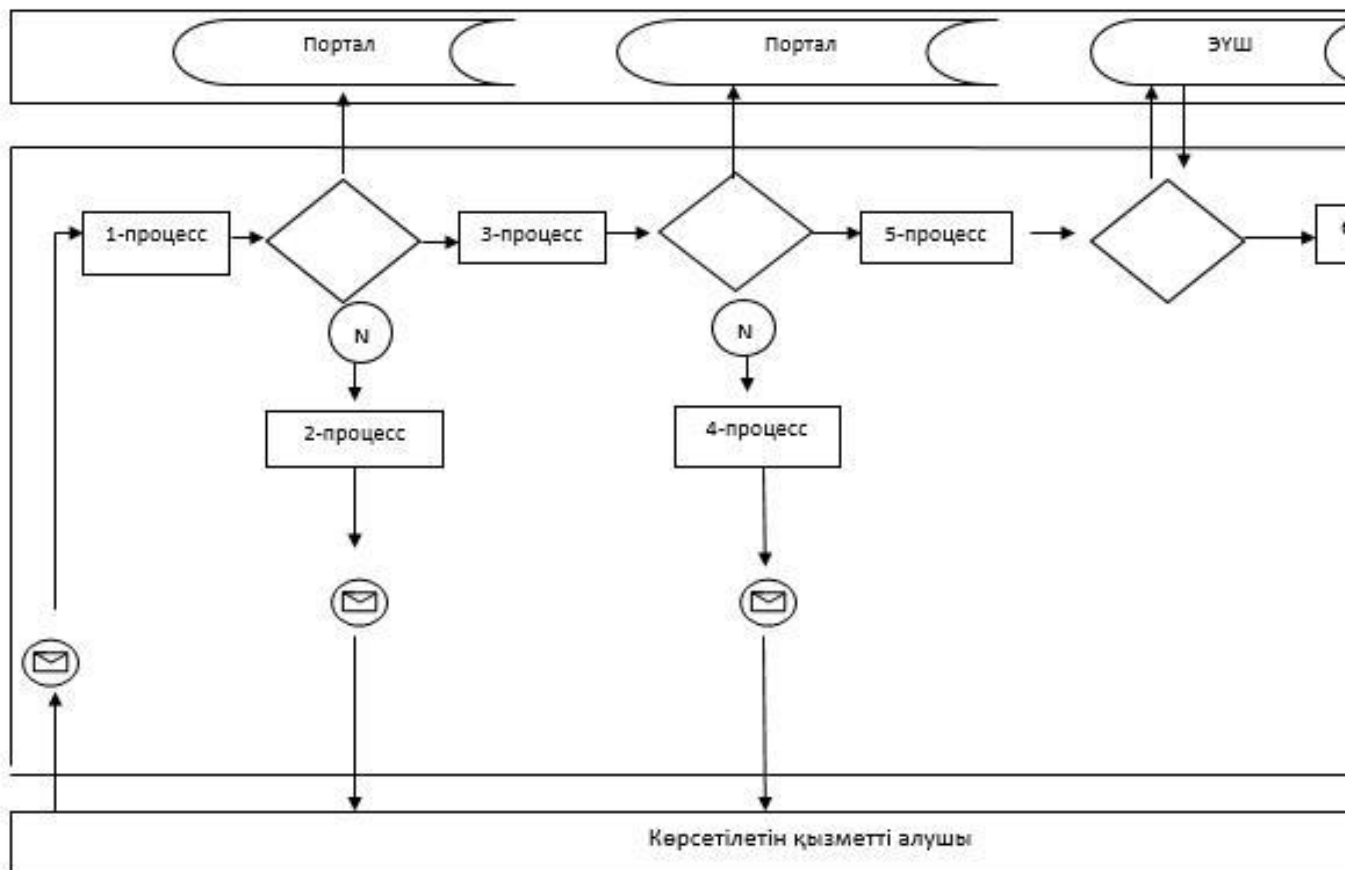 Портал
Портал
ЭҮШ
1-процесс
3-процесс
5-процесс
N
N
2-процесс
4-процесс
Көрсетілетін қызметті алушы